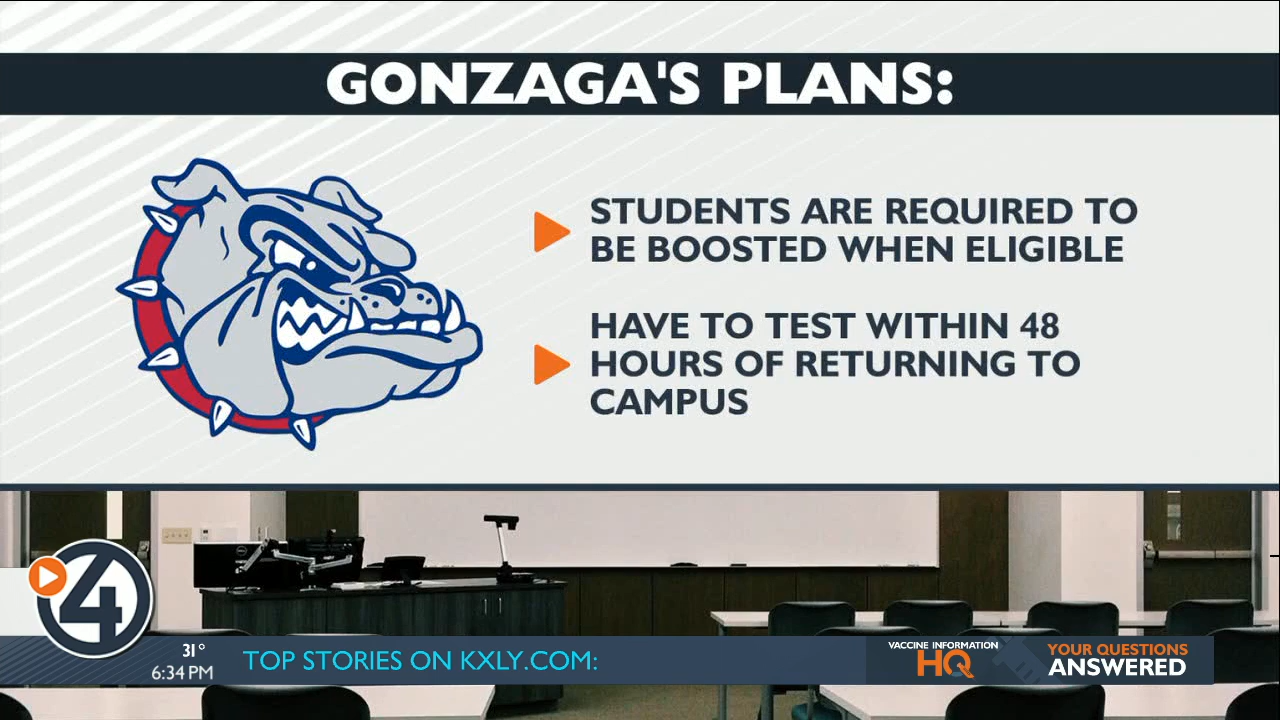 GONZAGA'S PLANS:
STUDENTS ARE REQUIRED TO
BE BOOSTED WHEN ELIGIBLE
HAVE TO TEST WITHIN 48
HOURS OF RETURNING TO
CAMPUS
4
31°
6:34 PM
TOP STORIES ON KXLY.COM:
VACCINE INFORMATION
HQ
YOUR QUESTIONS
ANSWERED